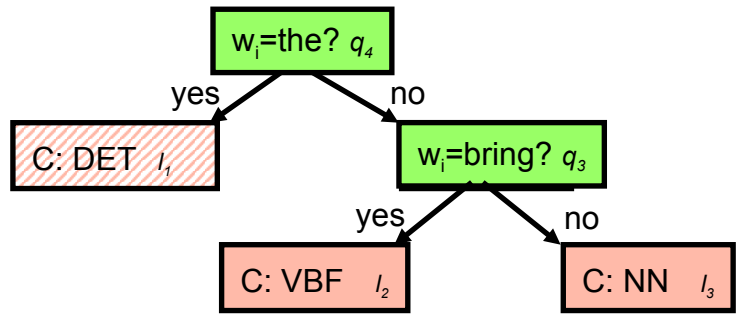 wi=the? q4
yes
no
C: DET l1
wi=bring? q3
yes
no
C: VBF l2
C: NN l3